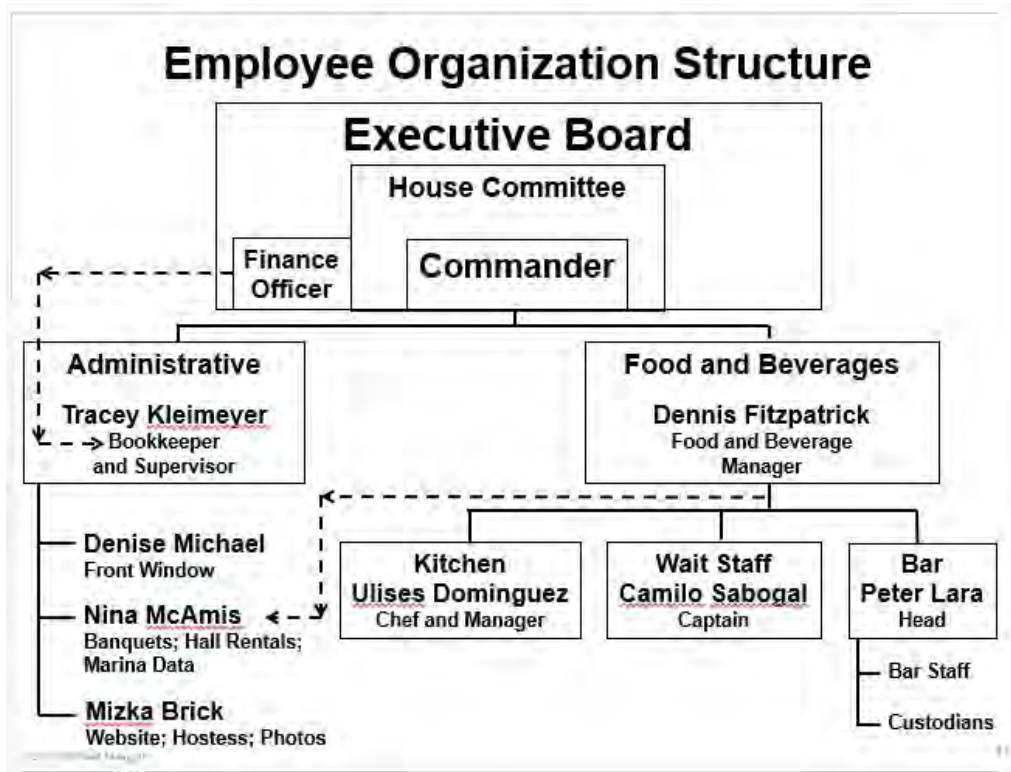 Employee Organization Structure
Executive Board
House Committee
Finance
Officer
Commander
Administrative
Tracey Kleimeyer
Bookkeeper
and Supervisor
Food and Beverages
Dennis Fitzpatrick
Food and Beverage
Manager
Denise Michael
Front Window
Nina McAmis
Banquets; Hall Rentals;
Marina Data
Mizka Brick
Website; Hostess; Photos
Kitchen
Ulises Dominguez
Chef and Manager
Wait Staff
Camilo Sabogal
Captain
Bar
Peter Lara
Head
Bar Staff
Custodians